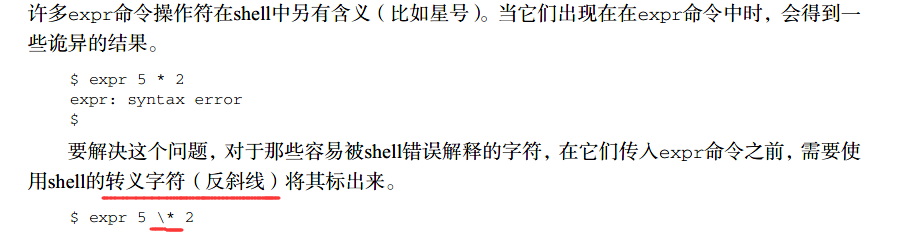 许多expr命令操作符在shell中另有含义（比如星号）。当它们出现在在expr命令中时，会得到一
些诡异的结果。
$ expr 5 * 2
expr: syntax error
$
要解决这个问题，对于那些容易被shell错误解释的字符，在它们传入expr命令之前，需要使
用shell的转义字符（反斜线）将其标出来。
$ expr 5 \* 2